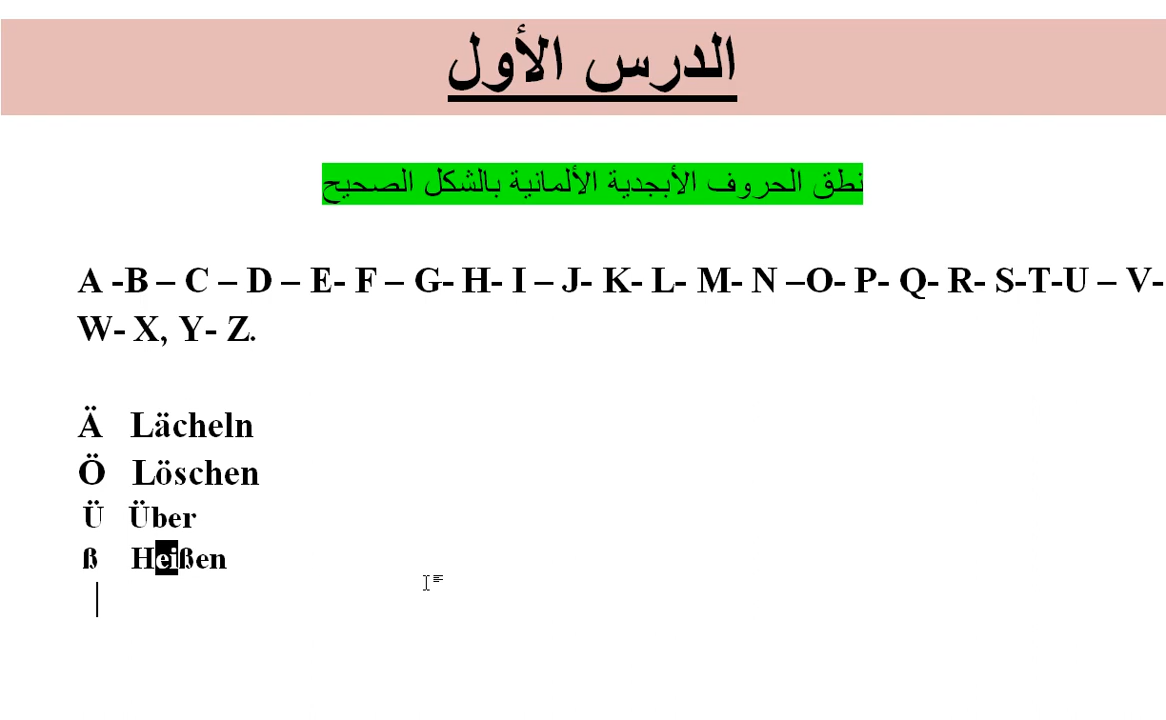 الدرس الأول
نطق الحروف الأبجدية الألمانية بالشكل الصحيح
A -B – C – D – E- F – G- H- I – J- K- L- M- N –O- P- Q- R- S-T-U – V-
W- X, Y- Z.
Ä Lächeln
Ö Löschen
Ü Über
ß Heißen